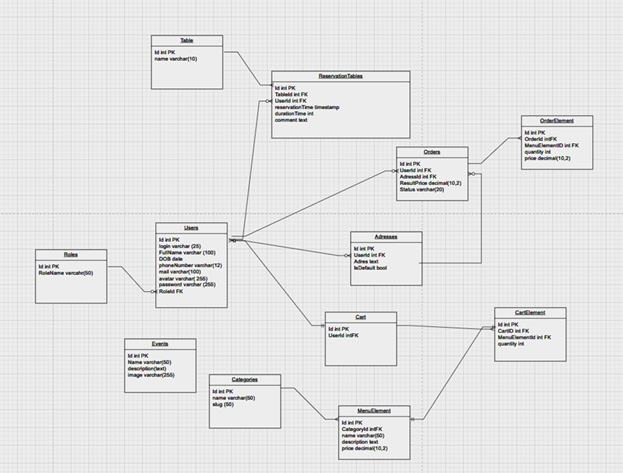 Table
Id int PK
name varchar(10)
ReservationTables
Id int PK
TableId int FK
UserId int FK
reservationTime timestamp
durationTime int
comment text
OrderElement
Id int PK
OrderId intFK
MenuElementID int FK
quantity int
price decimal(10,2)
Orders
Id int PK
UserId int FK
AdressId int FK
ResultPrice decimal(10,2)
Status varchar(20)
Users
Id int PK
login varchar (25)
FullName varchar (100)
DOB date
phoneNumber varchar(12)
mail varchar(100)
avatar varchar( 255)
password varchar (255)
RoleId FK
Adresses
Id int PK
UserId int FK
Adres text
IsDefault bool
Roles
Id int PK
RoleName varcahr(50)
Cart
Id int PK
UserId intFK
CartElement
Id int PK
CartID int FK
MenuElementId int FK
quantity int
Events
Id int PK
Name varchar(50)
description(text)
image varchar(255)
Categories
Id int PK
name varchar(50)
slug (50)
MenuElement
Id int PK
CategoryId intFK
name varchar(50)
description text
price decimal(10,2)